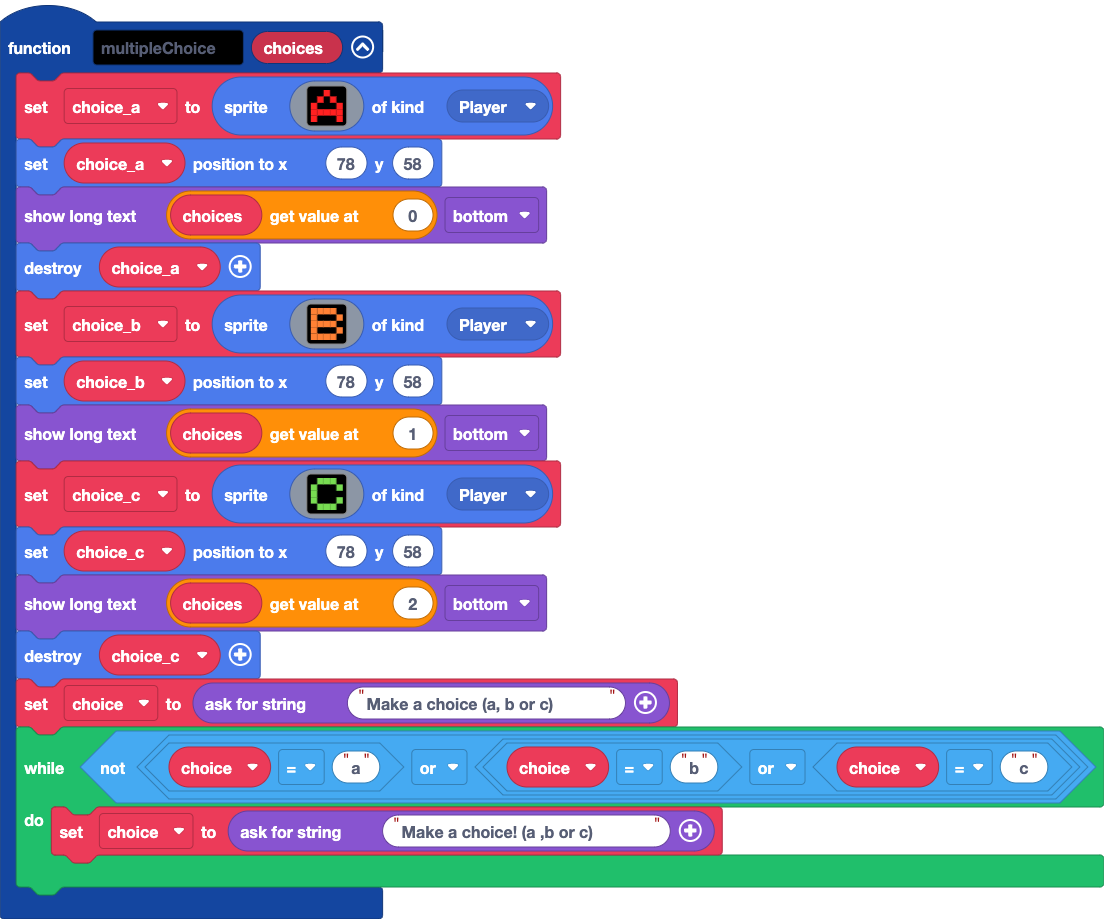 function multipleChoice choices
set choice_a to sprite A of kind Player
set choice_a position to x 78 y 58
show long text choices get value at 0 bottom
destroy choice_a
set choice_b to sprite B of kind Player
set choice_b position to x 78 y 58
show long text choices get value at 1 bottom
set choice_c to sprite C of kind Player
set choice_c position to x 78 y 58
show long text choices get value at 2 bottom
destroy choice_c
set choice to ask for string "Make a choice (a, b or c)"
while not choice = "a" or choice = "b" or choice = "c"
do set choice to ask for string "Make a choice! (a ,b or c)"